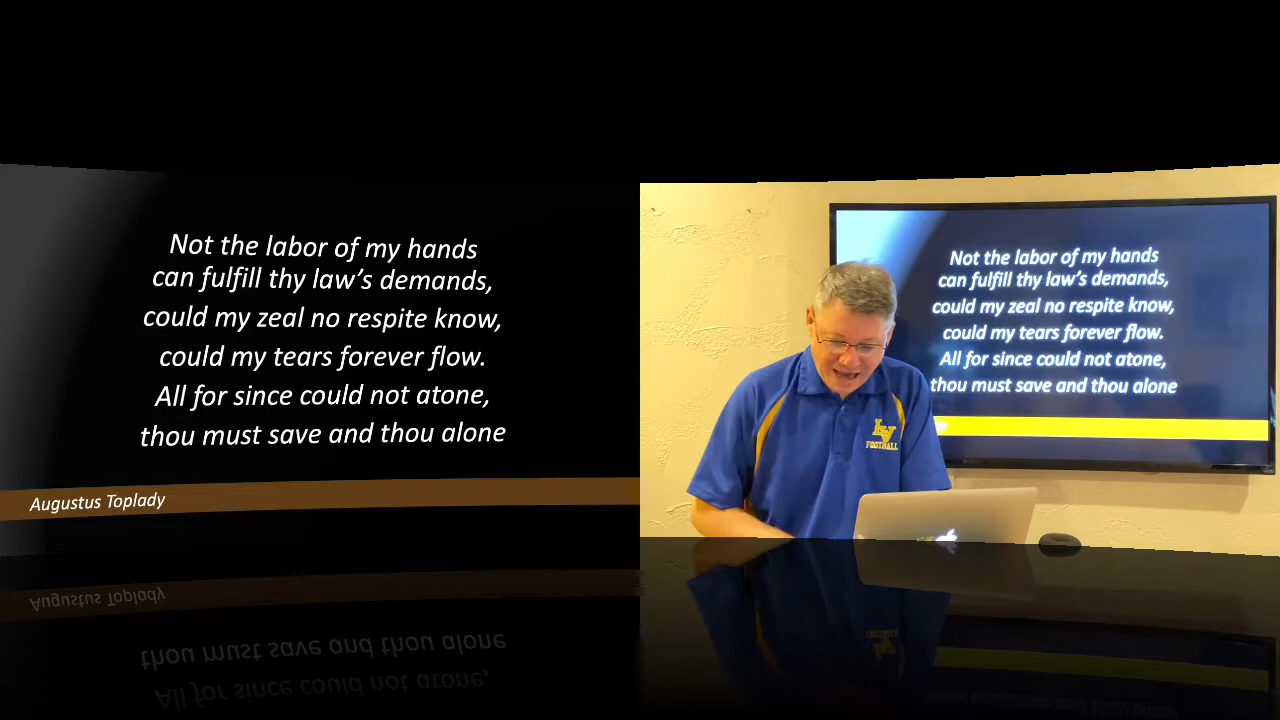 Not the labor of my hands
can fulfill thy law’s demands,
could my zeal no respite know,
could my tears forever flow.
All for since could not atone,
thou must save and thou alone
Augustus Toplady
Not the labor of my hands
can fulfill thy law’s demands,
could my zeal no respite know,
could my tears forever flow.
All for since could not atone,
thou must save and thou alone
LV
FOOTBALL